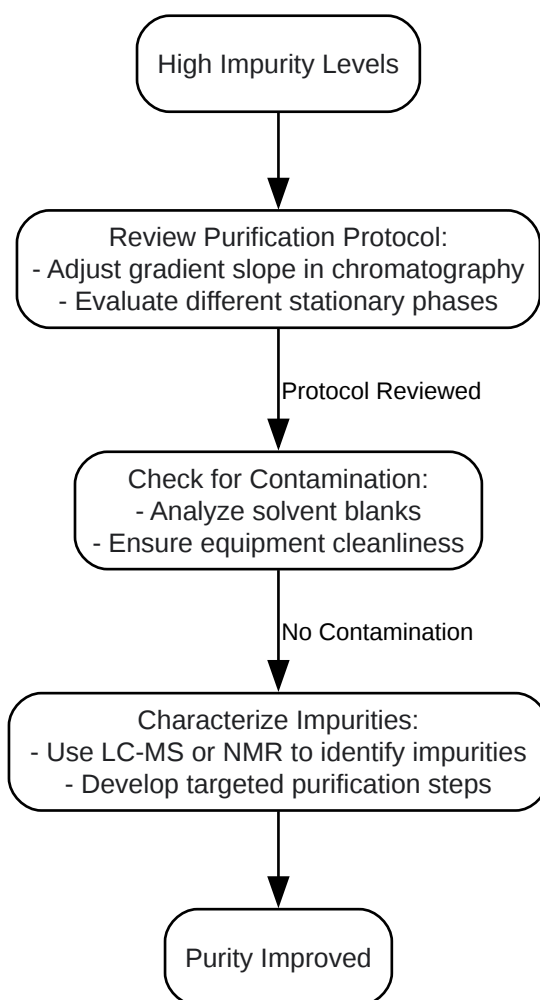 High Impurity Levels
Review Purification Protocol:
- Adjust gradient slope in chromatography
- Evaluate different stationary phases
Protocol Reviewed
Check for Contamination:
- Analyze solvent blanks
- Ensure equipment cleanliness
No Contamination
Characterize Impurities:
- Use LC-MS or NMR to identify impurities
- Develop targeted purification steps
Purity Improved